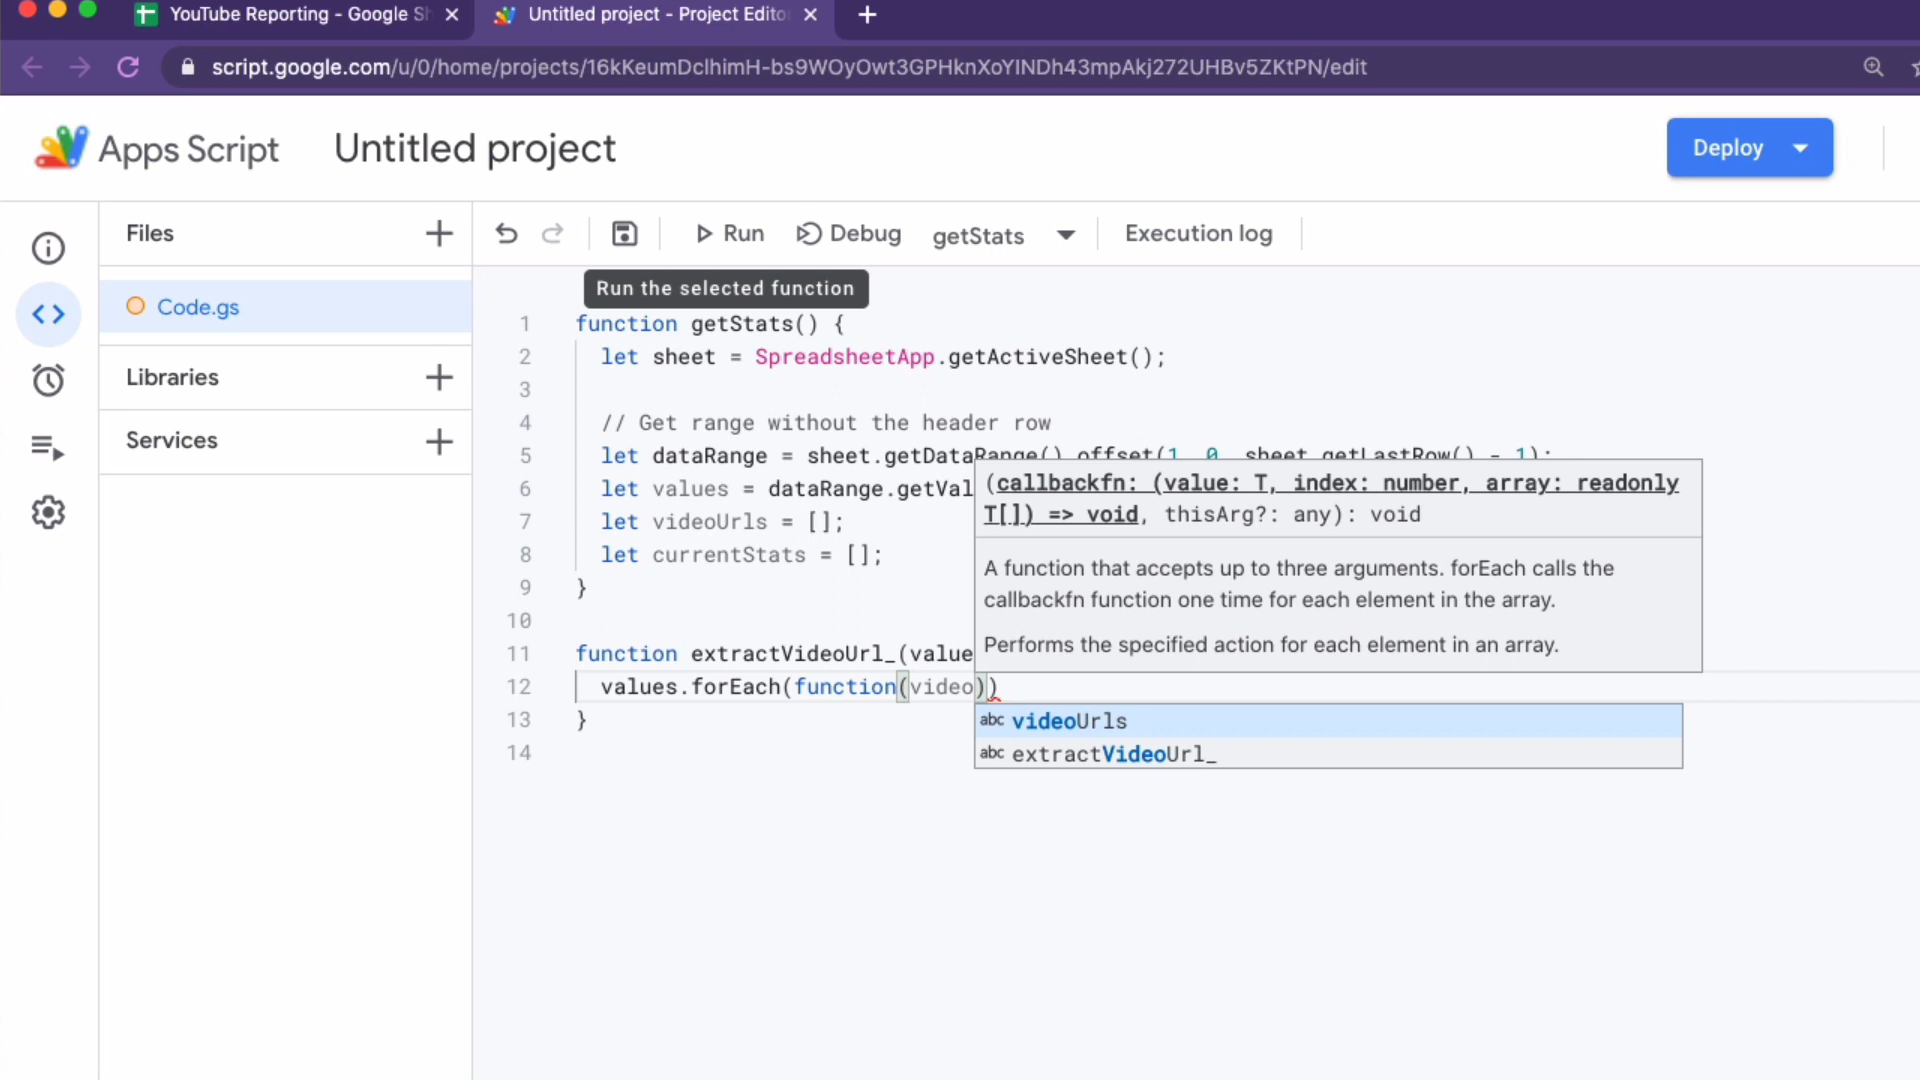 YouTube Reporting - Google Sh
Untitled project - Project Editor
script.google.com/u/0/home/projects/16kKeumDclhimH-bs9WOyOwt3GPHknXoYINDh43mpAkj272UHBv5ZKtPN/edit
Apps Script
Untitled project
Deploy
Files
Run
Debug
getStats
Execution log
Code.gs
Libraries
Services
Run the selected function
1 function getStats() {
2 let sheet = SpreadsheetApp.getActiveSheet();
3
4 // Get range without the header row
5 let dataRange = sheet.getDataRange().offset(1, 0, sheet.getLastRow() - 1);
6 let values = dataRange.getVal
7 let videoUrls = [];
8 let currentStats = [];
9 }
10
11 function extractVideoUrl_(value
12 values.forEach(function(video))
13 }
14
(callbackfn: (value: T, index: number, array: readonly
T[]) => void, thisArg?: any): void
A function that accepts up to three arguments. forEach calls the
callbackfn function one time for each element in the array.
Performs the specified action for each element in an array.
abc videoUrls
abc extractVideoUrl_